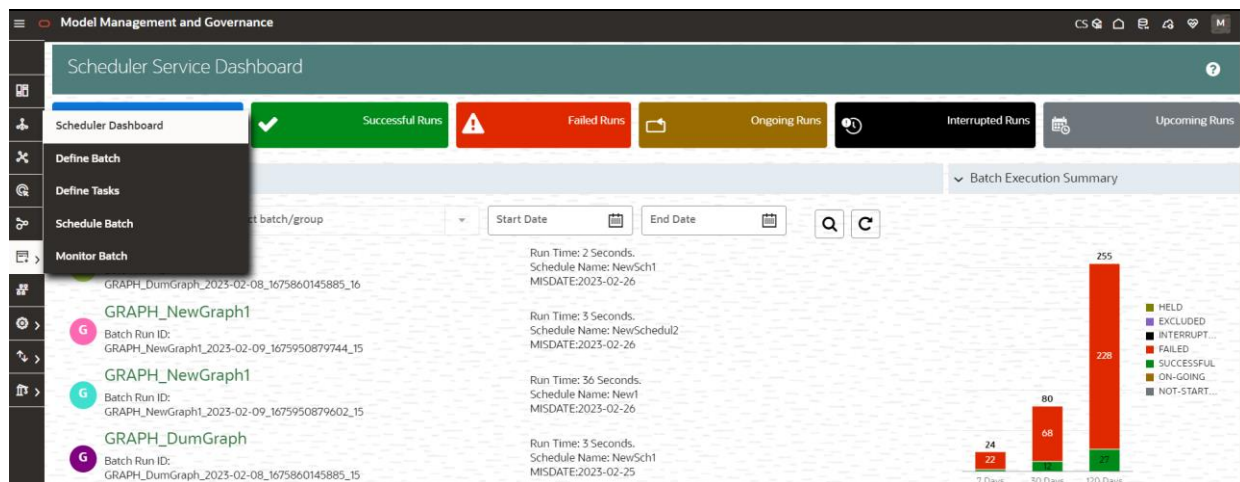 Model Management and Governance
CS
M
Scheduler Service Dashboard
Successful Runs
Failed Runs
Ongoing Runs
Interrupted Runs
Upcoming Runs
Scheduler Dashboard
Define Batch
Define Tasks
Schedule Batch
Monitor Batch
Batch Execution Summary
batch/group
Start Date
End Date
Run Time: 2 Seconds.
Schedule Name: NewSch1
MISDATE:2023-02-26
GRAPH_DumGraph_2023-02-08_1675860145885_16
GRAPH_NewGraph1
G
Batch Run ID:
GRAPH_NewGraph1_2023-02-09_1675950879744_15
Run Time: 3 Seconds.
Schedule Name: NewSchedul2
MISDATE:2023-02-26
GRAPH_NewGraph1
G
Batch Run ID:
GRAPH_NewGraph1_2023-02-09_1675950879602_15
Run Time: 36 Seconds.
Schedule Name: New1
MISDATE:2023-02-26
GRAPH_DumGraph
G
Batch Run ID:
GRAPH_DumGraph_2023-02-08_1675860145885_15
Run Time: 3 Seconds.
Schedule Name: NewSch1
MISDATE:2023-02-25
255
228
27
80
68
12
24
22
7 Days
30 Days
120 Days
HELD
EXCLUDED
INTERRUPT...
FAILED
SUCCESSFUL
ON-GOING
NOT-START...